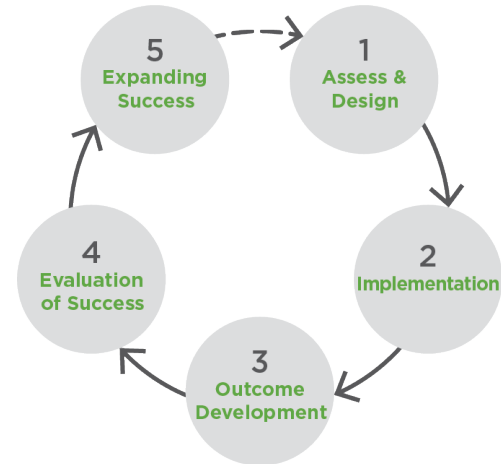 1
Assess &
Design
2
Implementation
3
Outcome
Development
4
Evaluation
of Success
5
Expanding
Success